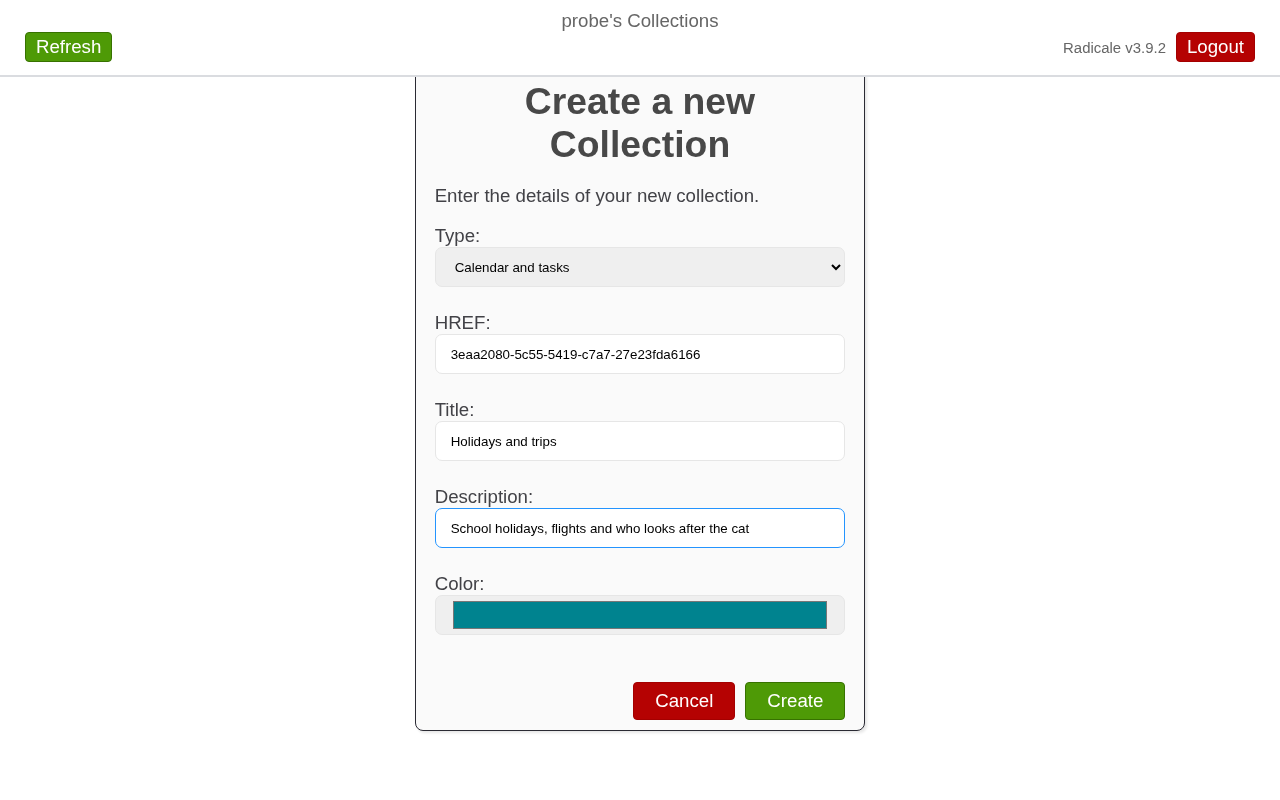 probe's Collections
Refresh
Radicale v3.9.2
Logout
Create a new
Collection
Enter the details of your new collection.
Type:
Calendar and tasks
HREF:
3eaa2080-5c55-5419-c7a7-27e23fda6166
Title:
Holidays and trips
Description:
School holidays, flights and who looks after the cat
Color:
Cancel
Create